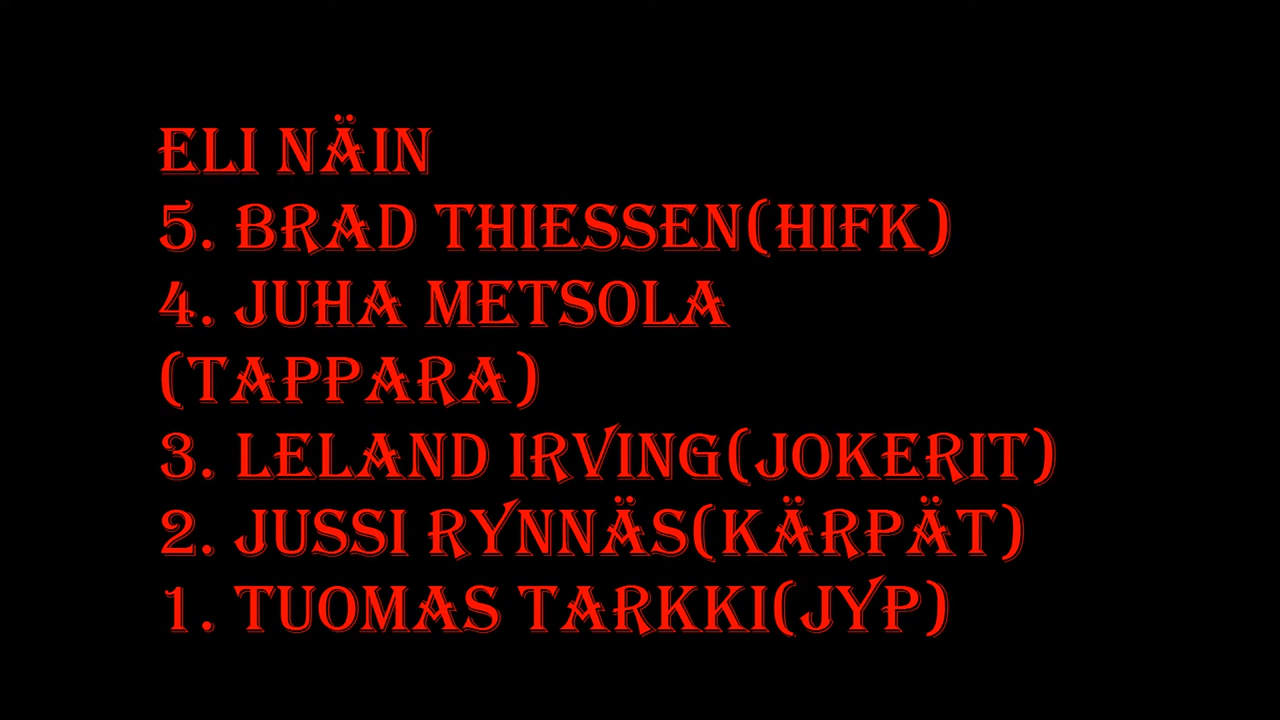 ELI NÄIN
5. BRAD THIESSEN(HIFK)
4. JUHA METSOLA
(TAPPARA)
3. LELAND IRVING(JOKERIT)
2. JUSSI RYNNÄS(KÄRPÄT)
1. TUOMAS TARKKI(JYP)